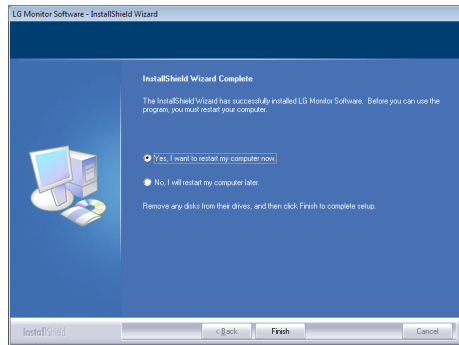 LG Monitor Software - InstallShield Wizard
InstallShield Wizard Complete
The InstallShield Wizard has successfully installed LG Monitor Software. Before you can use the
program, you must restart your computer.
Yes, I want to restart my computer now.
No, I will restart my computer later.
Remove any disks from their drives, and then click Finish to complete setup.
InstallShield
< Back
Finish
Cancel